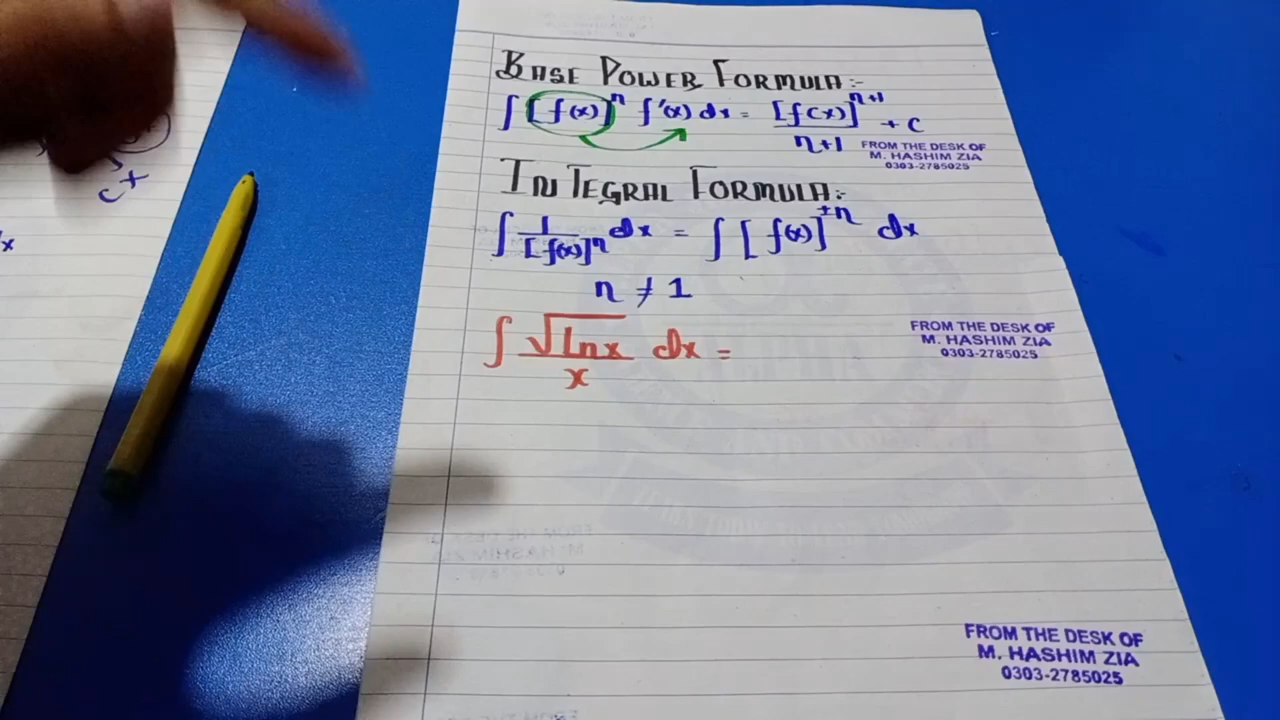 BASE POWER FORMULA:-
∫ [f(x)]^n f'(x) dx = [f(x)]^(n+1) / n+1 + C
FROM THE DESK OF
M. HASHIM ZIA
0303-2785025
INTEGRAL FORMULA:-
∫ 1/[f(x)]^n dx = ∫ [f(x)]^(±n) dx
n ≠ 1
∫ √lnx / x dx =
FROM THE DESK OF
M. HASHIM ZIA
0303-2785025
FROM THE DESK OF
M. HASHIM ZIA
0303-2785025